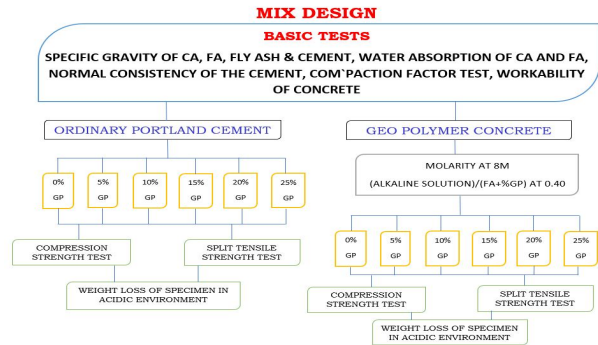 MIX DESIGN
BASIC TESTS
SPECIFIC GRAVITY OF CA, FA, FLY ASH & CEMENT, WATER ABSORPTION OF CA AND FA,
NORMAL CONSISTENCY OF THE CEMENT, COM`PACTION FACTOR TEST, WORKABILITY
OF CONCRETE
ORDINARY PORTLAND CEMENT
0%
GP
5%
GP
10%
GP
15%
GP
20%
GP
25%
GP
COMPRESSION
STRENGTH TEST
SPLIT TENSILE
STRENGTH TEST
WEIGHT LOSS OF SPECIMEN IN
ACIDIC ENVIRONMENT
GEO POLYMER CONCRETE
MOLARITY AT 8M
(ALKALINE SOLUTION)/(FA+%GP) AT 0.40
0%
GP
5%
GP
10%
GP
15%
GP
20%
GP
25%
GP
COMPRESSION
STRENGTH TEST
SPLIT TENSILE
STRENGTH TEST
WEIGHT LOSS OF SPECIMEN
IN ACIDIC ENVIRONMENT